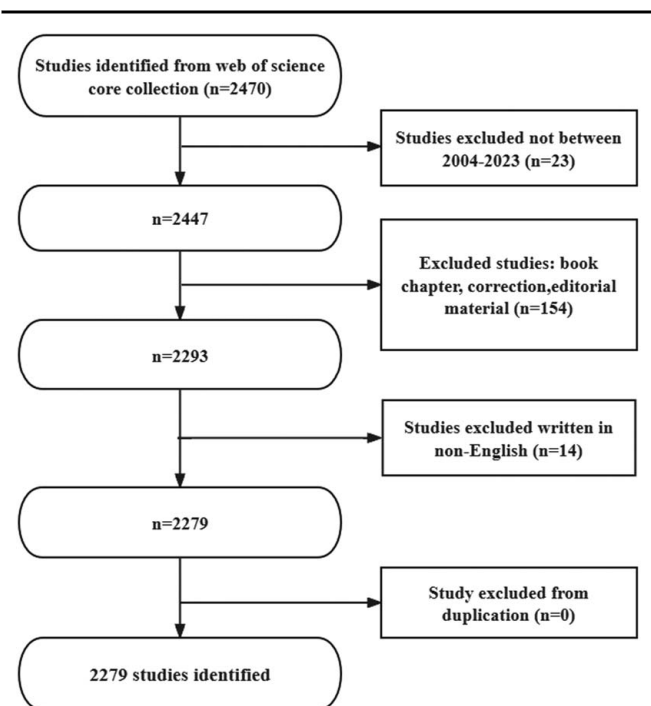 Studies identified from web of science
core collection (n=2470)
Studies excluded not between
2004-2023 (n=23)
n=2447
Excluded studies: book
chapter, correction,editorial
material (n=154)
n=2293
Studies excluded written in
non-English (n=14)
n=2279
Study excluded from
duplication (n=0)
2279 studies identified